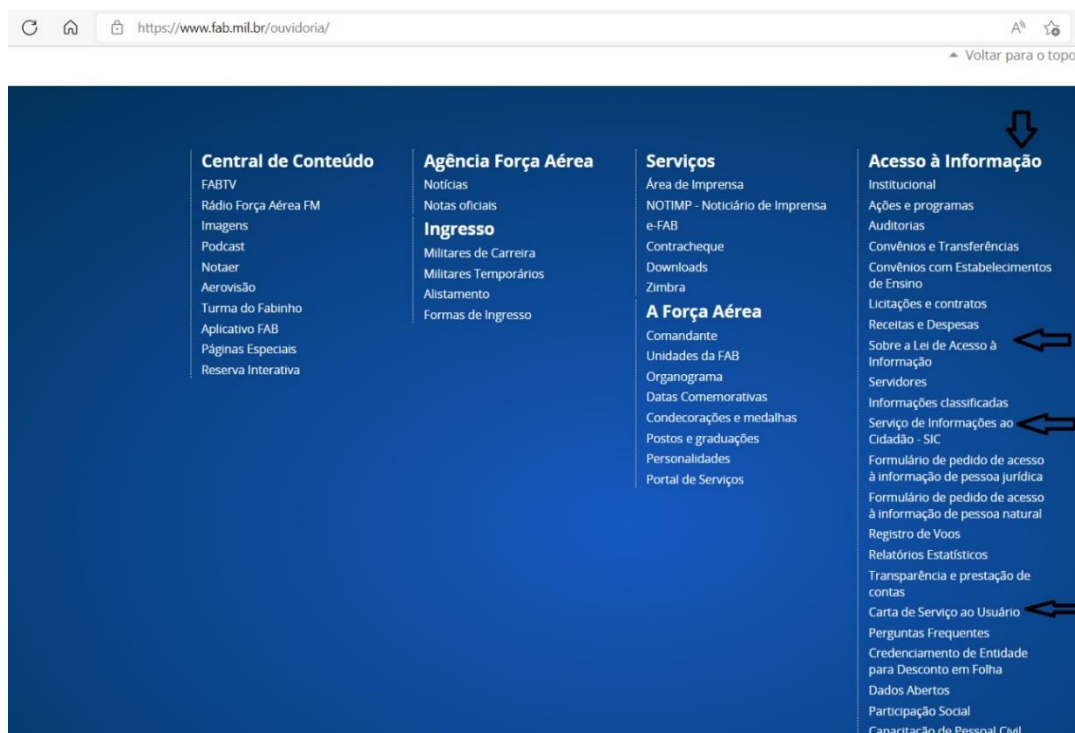 https://www.fab.mil.br/ouvidoria/
Voltar para o topo
Central de Conteúdo
FABTV
Rádio Força Aérea FM
Imagens
Podcast
Notaer
Aerovisão
Turma do Fabinho
Aplicativo FAB
Páginas Especiais
Reserva Interativa
Agência Força Aérea
Notícias
Notas oficiais
Ingresso
Militares de Carreira
Militares Temporários
Alistamento
Formas de Ingresso
Serviços
Área de Imprensa
NOTIMP - Noticiário de Imprensa
e-FAB
Contracheque
Downloads
Zimbra
A Força Aérea
Comandante
Unidades da FAB
Organograma
Datas Comemorativas
Condecorações e medalhas
Postos e graduações
Personalidades
Portal de Serviços
Acesso à Informação
Institucional
Ações e programas
Auditorias
Convênios e Transferências
Convênios com Estabelecimentos
de Ensino
Licitações e contratos
Receitas e Despesas
Sobre a Lei de Acesso à
Informação
Servidores
Informações classificadas
Serviço de Informações ao
Cidadão - SIC
Formulário de pedido de acesso
à informação de pessoa jurídica
Formulário de pedido de acesso
à informação de pessoa natural
Registro de Voos
Relatórios Estatísticos
Transparência e prestação de
contas
Carta de Serviço ao Usuário
Perguntas Frequentes
Credenciamento de Entidade
para Desconto em Folha
Dados Abertos
Participação Social
Capacitação de Pessoal Civil